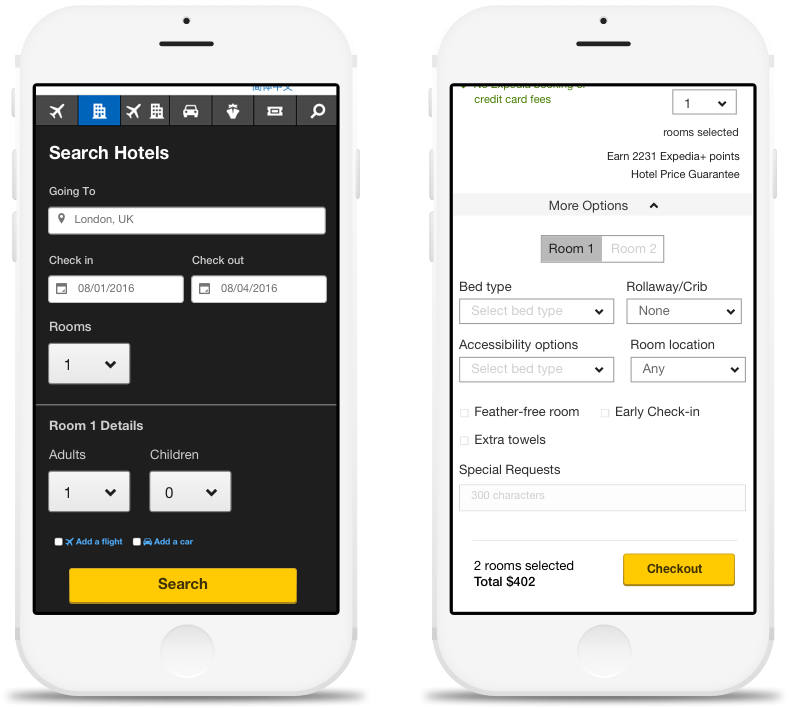 简体中文
Search Hotels
Going To
London, UK
Check in
Check out
08/01/2016
08/04/2016
Rooms
1
Room 1 Details
Adults
Children
1
0
Add a flight
Add a car
Search
No Expedia booking or
credit card fees
1
rooms selected
Earn 2231 Expedia+ points
Hotel Price Guarantee
More Options
Room 1
Room 2
Bed type
Rollaway/Crib
Select bed type
None
Accessibility options
Room location
Select bed type
Any
Feather-free room
Early Check-in
Extra towels
Special Requests
300 characters
2 rooms selected
Total $402
Checkout